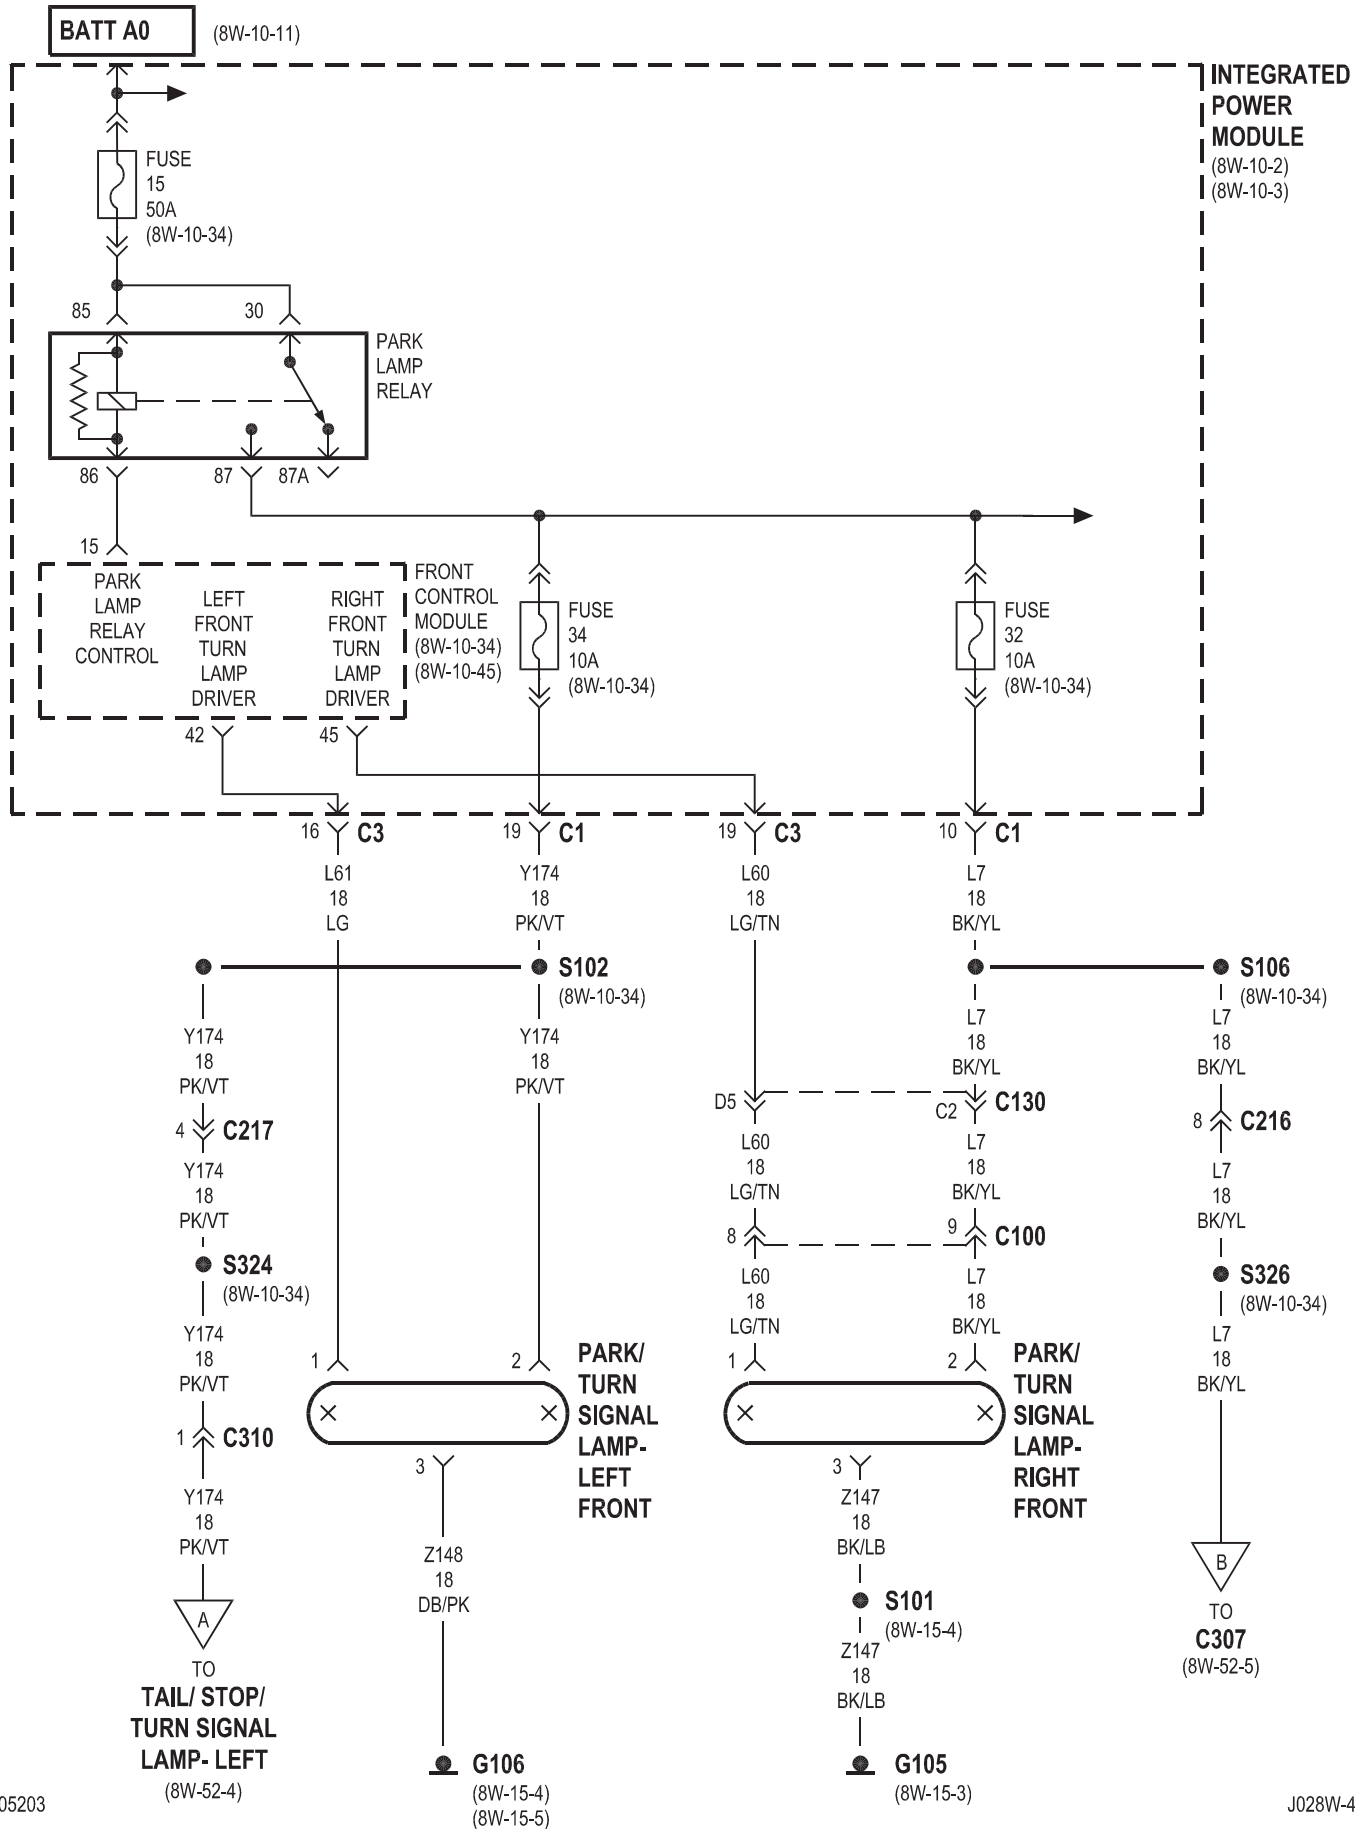 BATT A0
(8W-10-11)
INTEGRATED
POWER
MODULE
(8W-10-2)
(8W-10-3)
FUSE
15
50A
(8W-10-34)
85
30
PARK
LAMP
RELAY
86
87
87A
15
PARK
LAMP
RELAY
CONTROL
LEFT
FRONT
TURN
LAMP
DRIVER
RIGHT
FRONT
TURN
LAMP
DRIVER
FRONT
CONTROL
MODULE
(8W-10-34)
(8W-10-45)
FUSE
34
10A
(8W-10-34)
FUSE
32
10A
(8W-10-34)
42
45
16
C3
19
C1
19
C3
10
C1
L61
18
LG
Y174
18
PK/VT
L60
18
LG/TN
L7
18
BK/YL
S102
(8W-10-34)
S106
(8W-10-34)
Y174
18
PK/VT
Y174
18
PK/VT
L7
18
BK/YL
L7
18
BK/YL
D5
C2
C130
4
C217
8
C216
Y174
18
PK/VT
L60
18
LG/TN
L7
18
BK/YL
L7
18
BK/YL
8
9
C100
S324
(8W-10-34)
S326
(8W-10-34)
Y174
18
PK/VT
L60
18
LG/TN
L7
18
BK/YL
L7
18
BK/YL
1
2
PARK/
TURN
SIGNAL
LAMP-
LEFT
FRONT
1
2
PARK/
TURN
SIGNAL
LAMP-
RIGHT
FRONT
1
C310
3
3
Y174
18
PK/VT
Z148
18
DB/PK
Z147
18
BK/LB
S101
(8W-15-4)
Z147
18
BK/LB
A
TO
TAIL/ STOP/
TURN SIGNAL
LAMP- LEFT
(8W-52-4)
B
TO
C307
(8W-52-5)
G106
(8W-15-4)
(8W-15-5)
G105
(8W-15-3)
05203
J028W-4